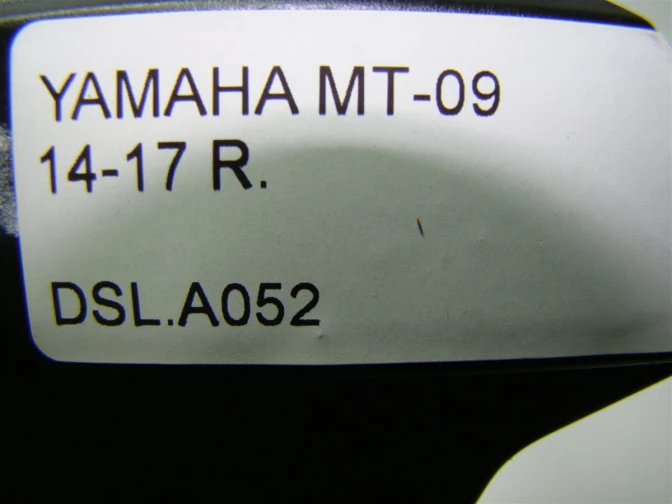 YAMAHA MT-09
14-17 R.
DSL.A052